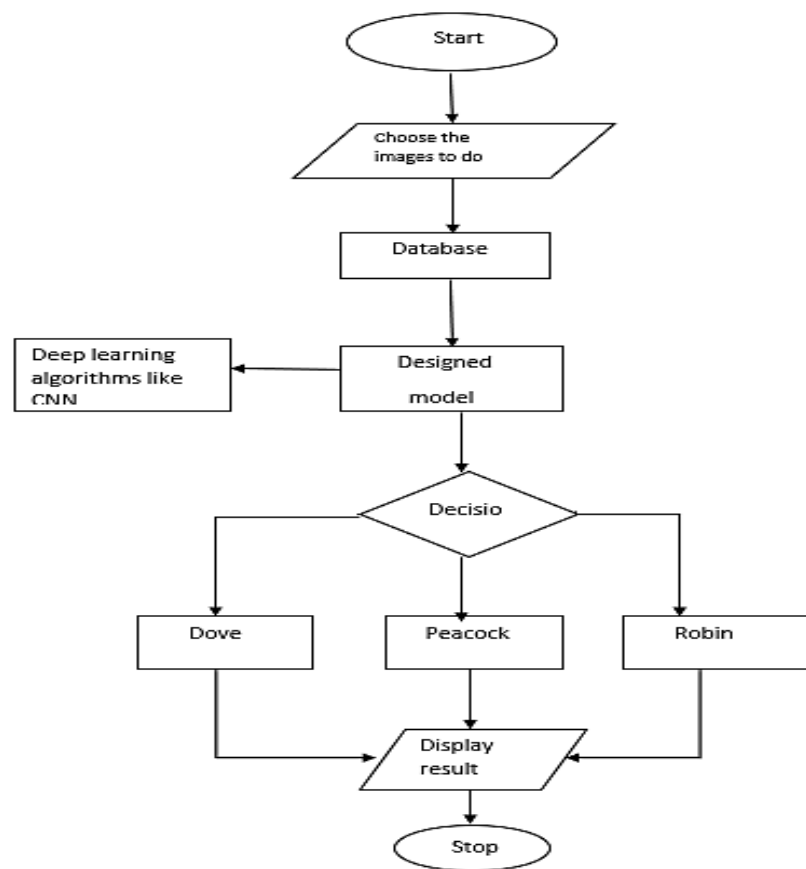 Start
Choose the
images to do
Database
Deep learning
algorithms like
CNN
Designed
model
Decisio
Dove
Peacock
Robin
Display
result
Stop